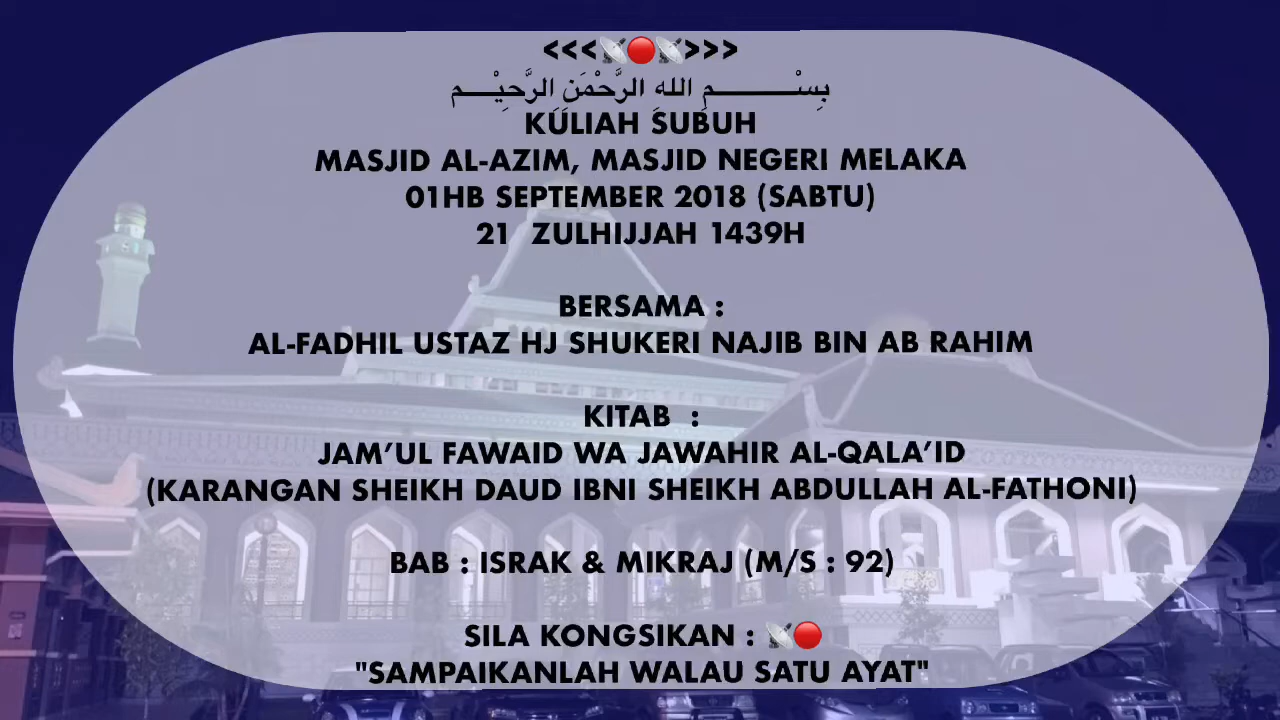 <<<📡🔴📡>>>
بِسْــــــــــــمِ اللهِ الرَّحْمَنِ الرَّحِيْـــمِ
KULIAH SUBUH
MASJID AL-AZIM, MASJID NEGERI MELAKA
01HB SEPTEMBER 2018 (SABTU)
21 ZULHIJJAH 1439H
BERSAMA :
AL-FADHIL USTAZ HJ SHUKERI NAJIB BIN AB RAHIM
KITAB :
JAM’UL FAWAID WA JAWAHIR AL-QALA’ID
(KARANGAN SHEIKH DAUD IBNI SHEIKH ABDULLAH AL-FATHONI)
BAB : ISRAK & MIKRAJ (M/S : 92)
SILA KONGSIKAN : 📡🔴
"SAMPAIKANLAH WALAU SATU AYAT"